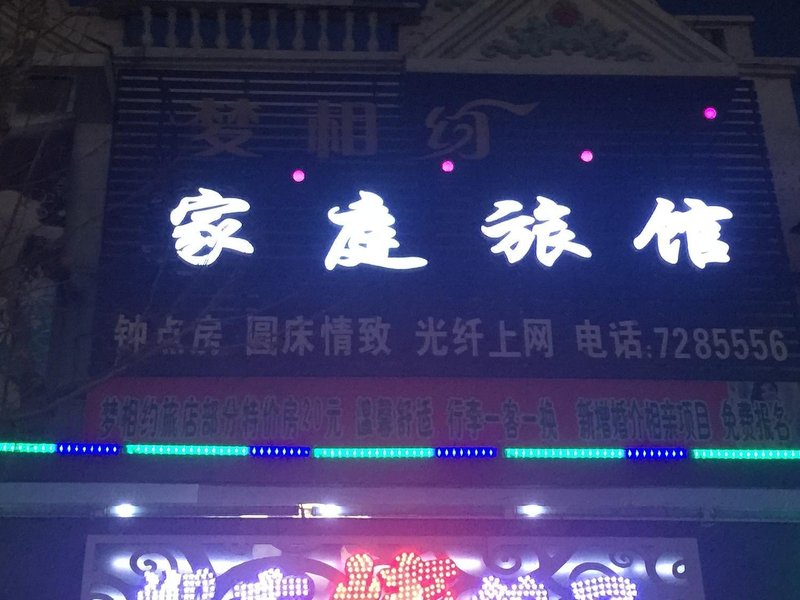 梦相约
家庭旅馆
钟点房 圆床情致 光纤上网 电话:7285556
梦相约旅店部分特价房20元 温馨舒适 行李一客一换 新增婚介相亲项目 免费报名